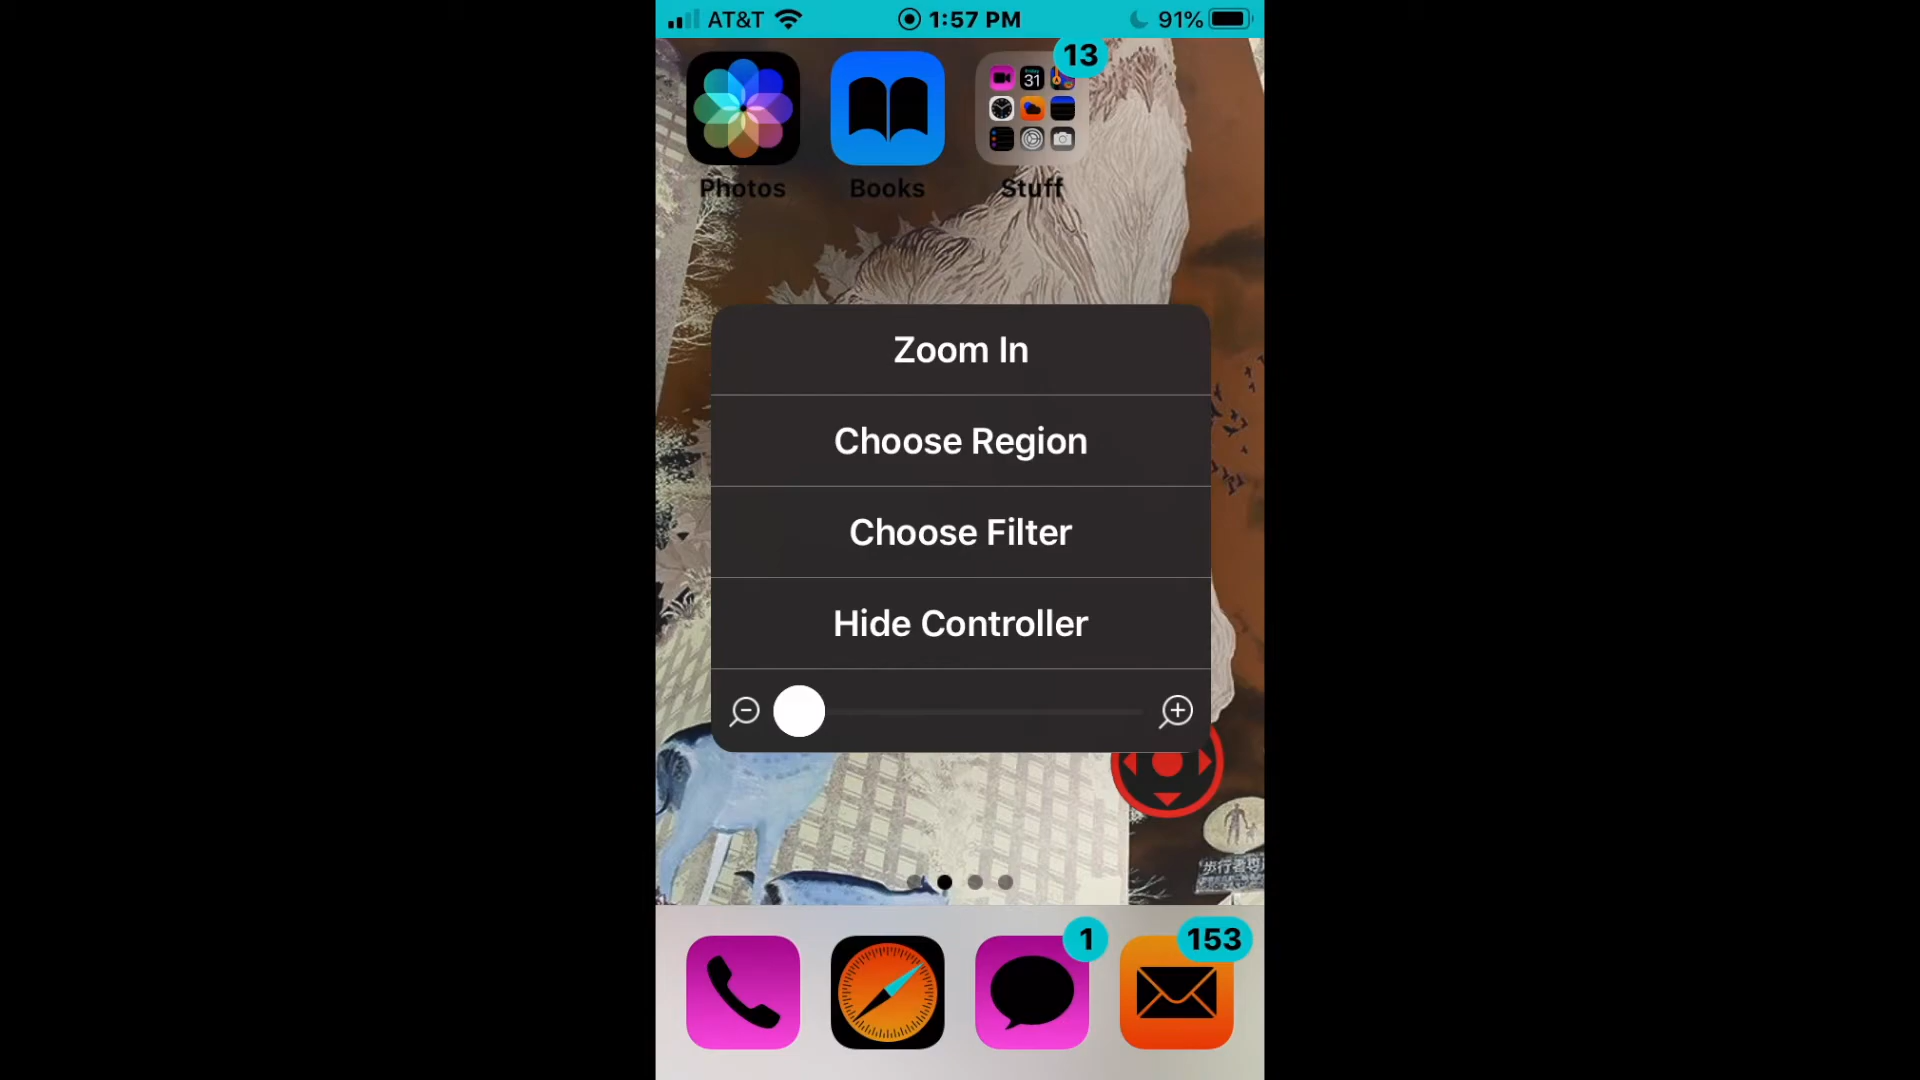 AT&T 1:57 PM 91%
13
31
Photos Books Stuff
Zoom In
Choose Region
Choose Filter
Hide Controller
1 153